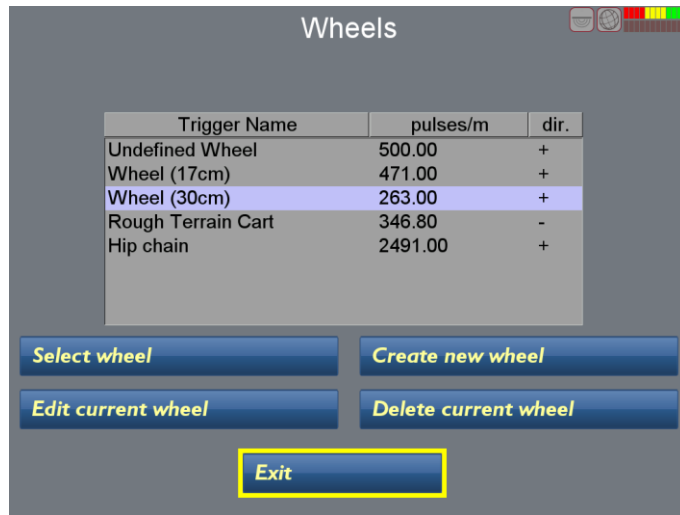 Wheels
Trigger Name pulses/m dir.
Undefined Wheel 500.00 +
Wheel (17cm) 471.00 +
Wheel (30cm) 263.00 +
Rough Terrain Cart 346.80 -
Hip chain 2491.00 +
Select wheel Create new wheel
Edit current wheel Delete current wheel
Exit